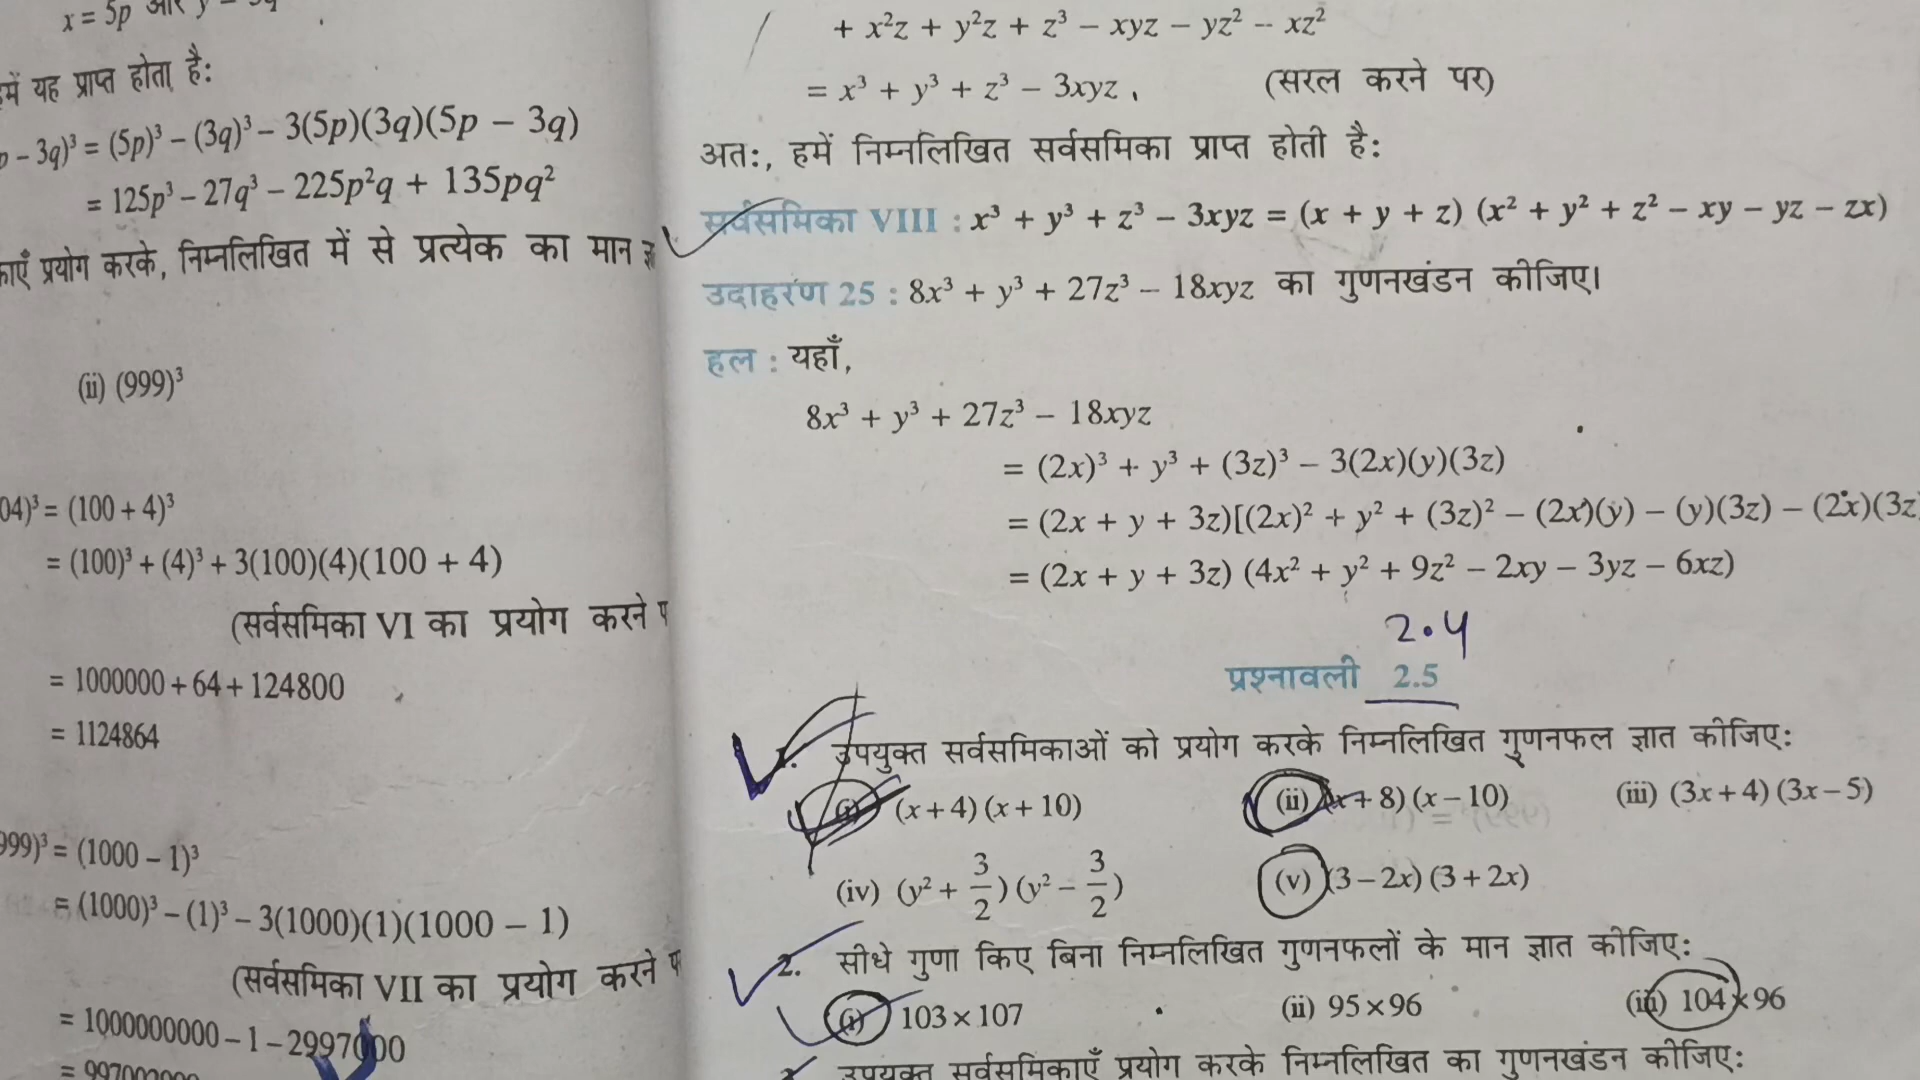 x = 5p और y = 3q
हमें यह प्राप्त होता है:
p – 3q)³ = (5p)³ – (3q)³ – 3(5p)(3q)(5p – 3q)
= 125p³ – 27q³ – 225p²q + 135pq²
काएँ प्रयोग करके, निम्नलिखित में से प्रत्येक का मान
(ii) (999)³
04)³ = (100 + 4)³
= (100)³ + (4)³ + 3(100)(4)(100 + 4)
(सर्वसमिका VI का प्रयोग करने प
= 1000000 + 64 + 124800
= 1124864
999)³ = (1000 – 1)³
= (1000)³ – (1)³ – 3(1000)(1)(1000 – 1)
(सर्वसमिका VII का प्रयोग करने प
= 1000000000 – 1 – 2997000
= 997002999
+ x²z + y²z + z³ – xyz – yz² – xz²
= x³ + y³ + z³ – 3xyz , (सरल करने पर)
अतः, हमें निम्नलिखित सर्वसमिका प्राप्त होती है:
सर्वसमिका VIII : x³ + y³ + z³ – 3xyz = (x + y + z) (x² + y² + z² – xy – yz – zx)
उदाहरण 25 : 8x³ + y³ + 27z³ – 18xyz का गुणनखंडन कीजिए।
हल : यहाँ,
8x³ + y³ + 27z³ – 18xyz
= (2x)³ + y³ + (3z)³ – 3(2x)(y)(3z)
= (2x + y + 3z)[(2x)² + y² + (3z)² – (2x)(y) – (y)(3z) – (2x)(3z)
= (2x + y + 3z) (4x² + y² + 9z² – 2xy – 3yz – 6xz)
2.4
प्रश्नावली 2.5
1. उपयुक्त सर्वसमिकाओं को प्रयोग करके निम्नलिखित गुणनफल ज्ञात कीजिए:
(i) (x + 4) (x + 10) (ii) (x + 8) (x – 10) (iii) (3x + 4) (3x – 5)
(iv) (y² + 3/2) (y² – 3/2) (v) (3 – 2x) (3 + 2x)
2. सीधे गुणा किए बिना निम्नलिखित गुणनफलों के मान ज्ञात कीजिए:
(i) 103 × 107 (ii) 95 × 96 (iii) 104 × 96
उपयुक्त सर्वसमिकाएँ प्रयोग करके निम्नलिखित का गुणनखंडन कीजिए: